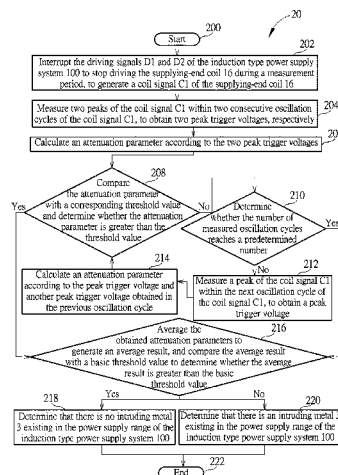 20
Start
200
202
Interrupt the driving signals D1 and D2 of the induction type power supply
system 100 to stop driving the supplying-end coil 16 during a measurement
period, to generate a coil signal C1 of the supplying-end coil 16
204
Measure two peaks of the coil signal C1 within two consecutive oscillation
cycles of the coil signal C1, to obtain two peak trigger voltages, respectively
20
Calculate an attenuation parameter according to the two peak trigger voltages
208
Compare
the attenuation parameter
with a corresponding threshold value
and determine whether the attenuation
parameter is greater than the
threshold value
Yes
No
210
Determine
whether the number of
measured oscillation cycles
reaches a predetermined
number
Yes
No
212
Measure a peak of the coil signal C1
within the next oscillation cycle of
the coil signal C1, to obtain a peak
trigger voltage
214
Calculate an attenuation parameter
according to the peak trigger voltage and
another peak trigger voltage obtained in
the previous oscillation cycle
216
Average the
obtained attenuation parameters to
generate an average result, and compare the average result
with a basic threshold value to determine whether the average
result is greater than the basic
threshold value
Yes
No
218
Determine that there is no intruding metal
3 existing in the power supply range of the
induction type power supply system 100
220
Determine that there is an intruding metal 3
existing in the power supply range of the
induction type power supply system 100
End
222